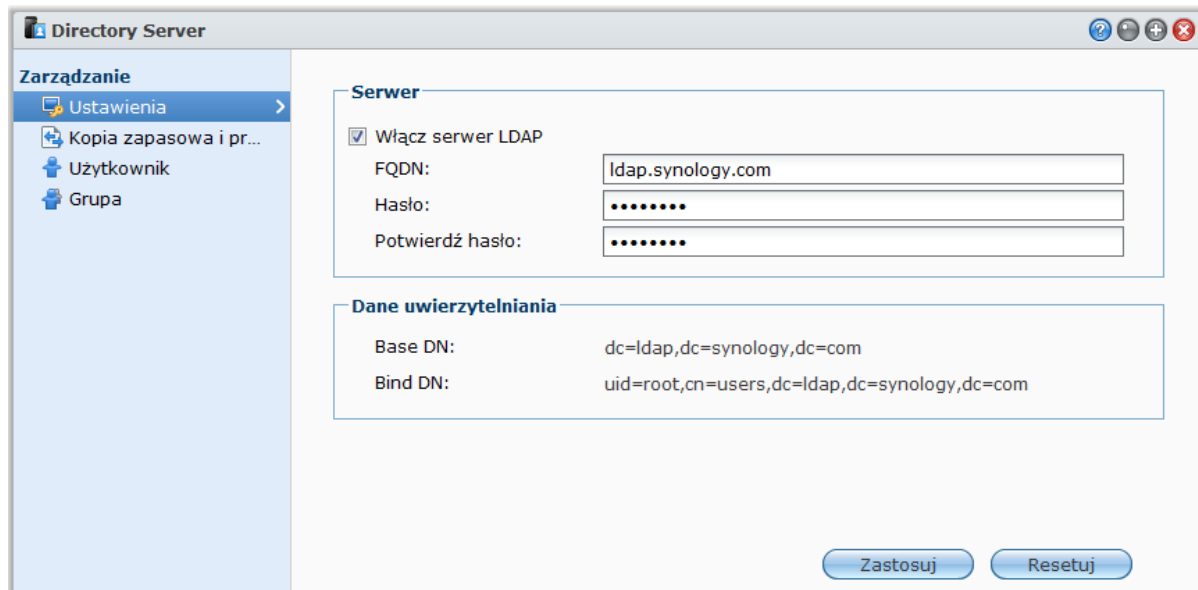 Directory Server
Zarządzanie
Ustawienia
Kopia zapasowa i pr...
Użytkownik
Grupa
Serwer
Włącz serwer LDAP
FQDN: ldap.synology.com
Hasło: ••••••••
Potwierdź hasło: ••••••••
Dane uwierzytelniania
Base DN: dc=ldap,dc=synology,dc=com
Bind DN: uid=root,cn=users,dc=ldap,dc=synology,dc=com
Zastosuj Resetuj